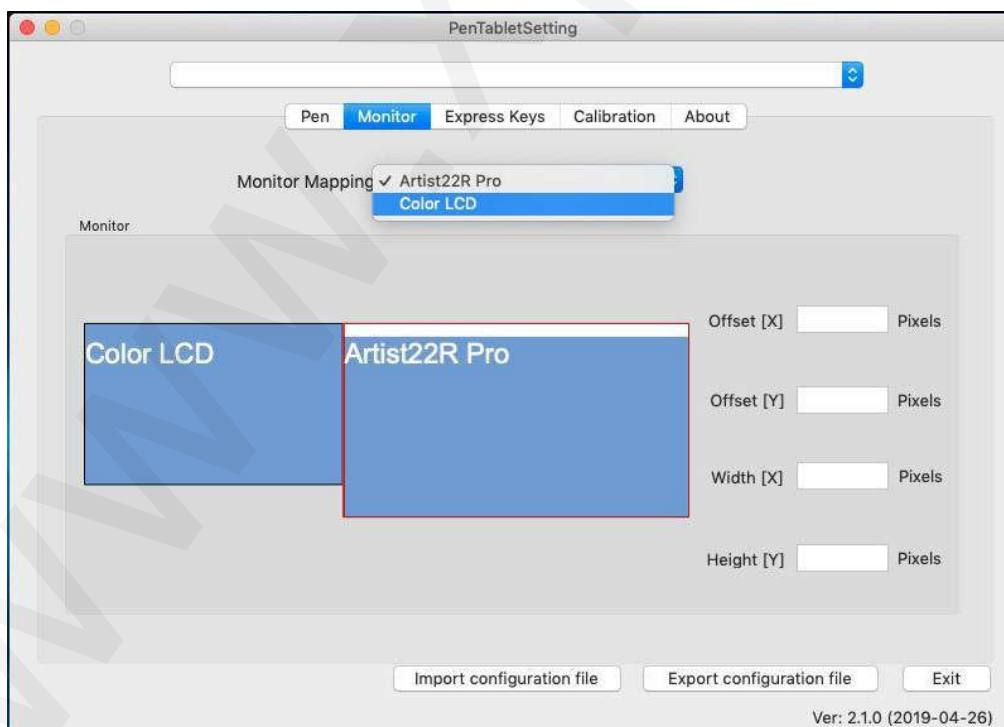 PenTabletSetting
Pen Monitor Express Keys Calibration About
Monitor Mapping ✓ Artist22R Pro
Color LCD
Monitor
Color LCD
Artist22R Pro
Offset [X] Pixels
Offset [Y] Pixels
Width [X] Pixels
Height [Y] Pixels
Import configuration file Export configuration file Exit
Ver: 2.1.0 (2019-04-26)